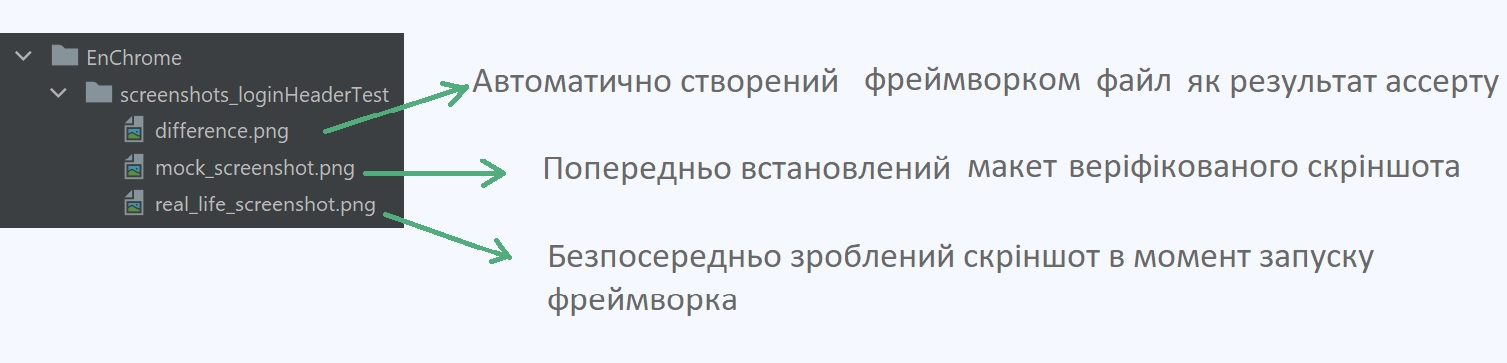 EnChrome
screenshots_loginHeaderTest
difference.png
mock_screenshot.png
real_life_screenshot.png
Автоматично створений фреймворком файл як результат ассерту
Попередньо встановлений макет веріфікованого скріншота
Безпосередньо зроблений скріншот в момент запуску
фреймворка